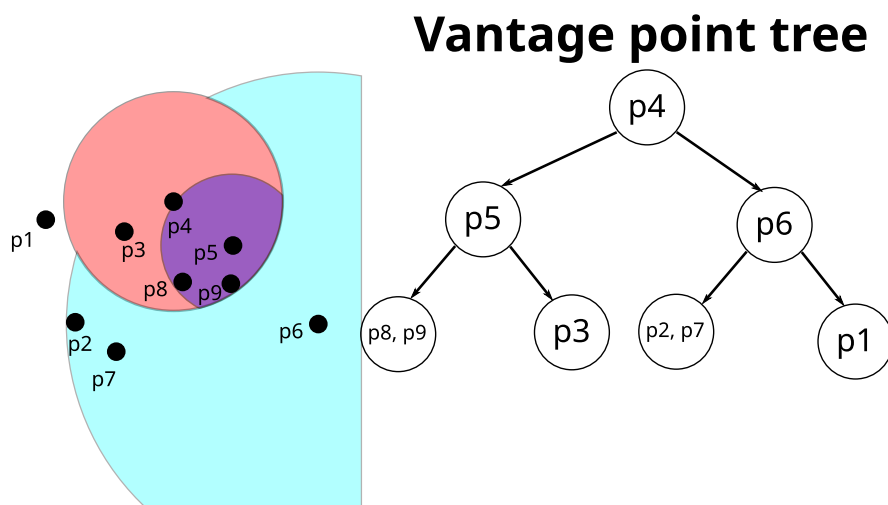 Vantage point tree
p4
p5
p6
p8, p9
p3
p2, p7
p1
p1
p3
p4
p5
p8
p9
p6
p2
p7